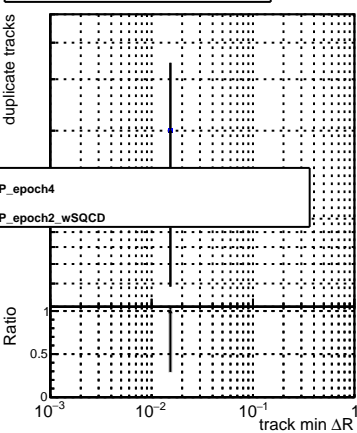 duplicate tracks
P_epoch4
P_epoch2_wSQCD
Ratio
1
0.5
0
10⁻³ 10⁻² 10⁻¹ 1
track min ΔR